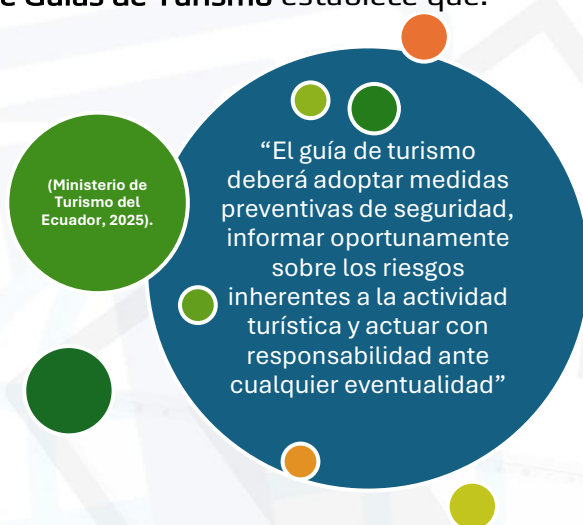 e Guías de Turismo establece que:
(Ministerio de
Turismo del
Ecuador, 2025).
“El guía de turismo
deberá adoptar medidas
preventivas de seguridad,
informar oportunamente
sobre los riesgos
inherentes a la actividad
turística y actuar con
responsabilidad ante
cualquier eventualidad”